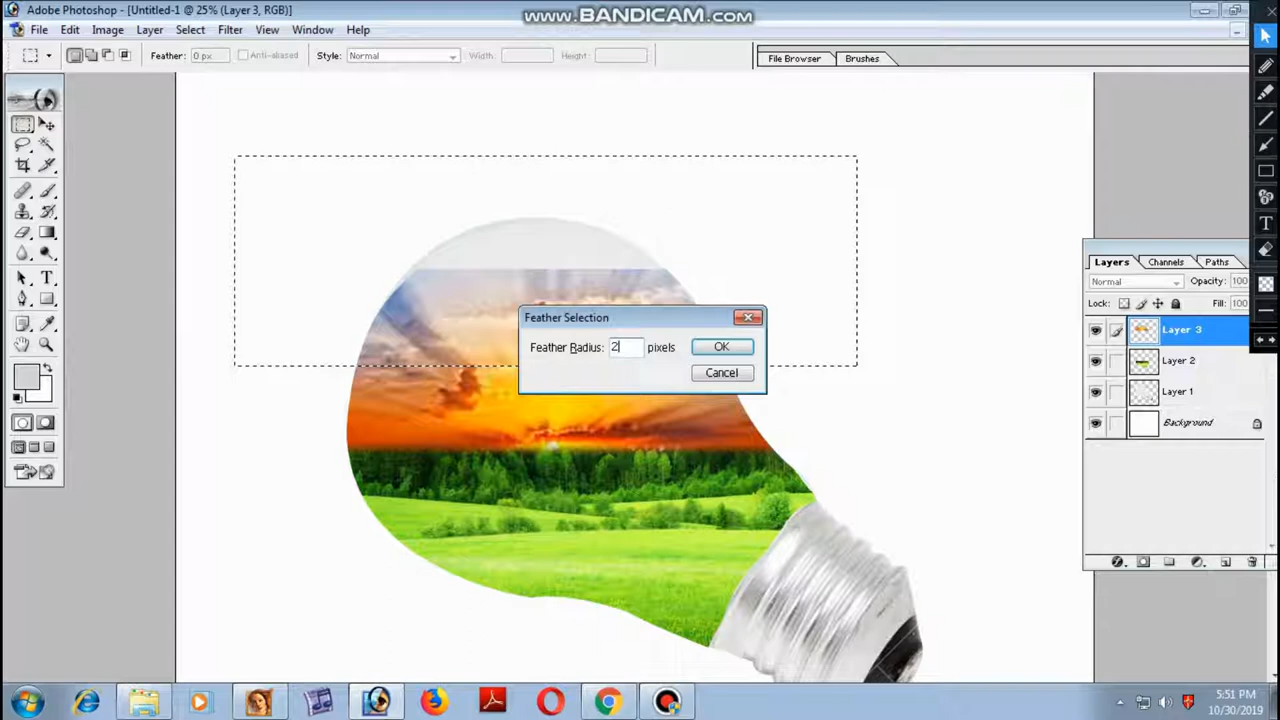 Adobe Photoshop - [Untitled-1 @ 25% (Layer 3, RGB)]
www.BANDICAM.com
File Edit Image Layer Select Filter View Window Help
Feather: 0 px Anti-aliased Style: Normal Width: Height: File Browser Brushes
Feather Selection
Feather Radius: 2 pixels OK
Cancel
Layers Channels Paths
Normal Opacity: 100
Lock: Fill: 100
Layer 3
Layer 2
Layer 1
Background
5:51 PM
10/30/2019